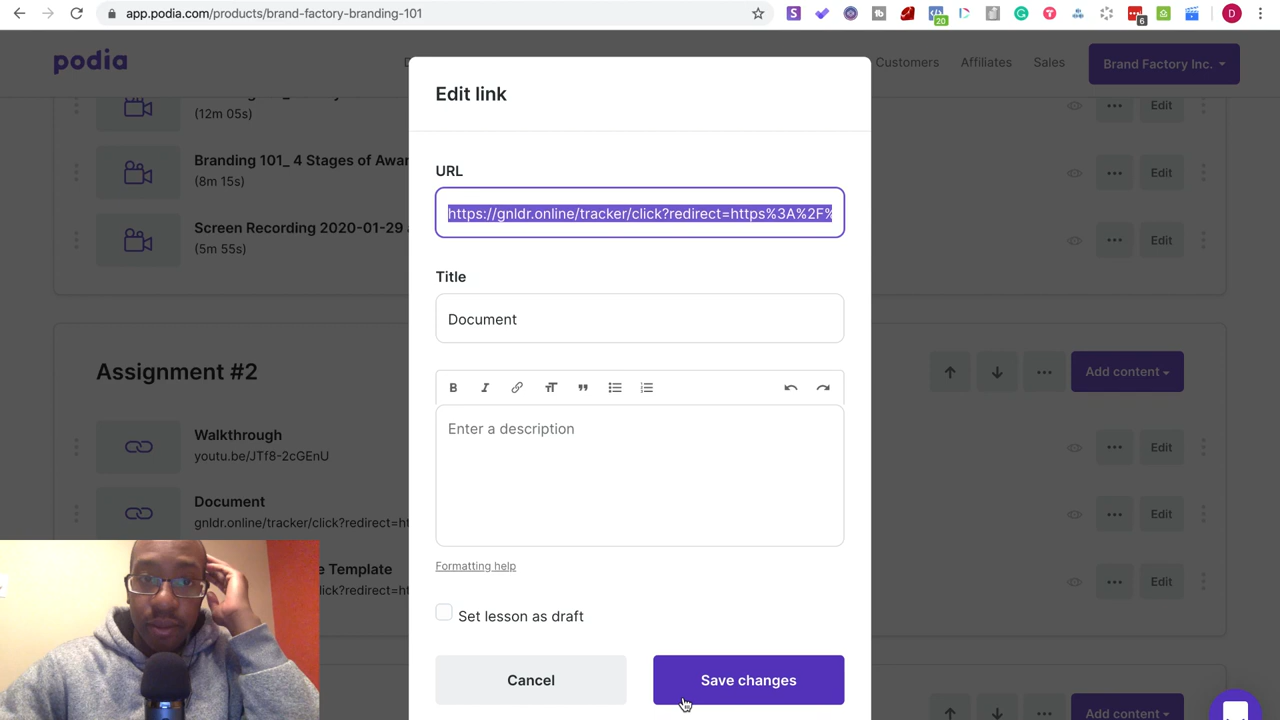 app.podia.com/products/brand-factory-branding-101
20
6
D
podia
Customers
Affiliates
Sales
Brand Factory Inc.
(12m 05s)
Edit
Branding 101_ 4 Stages of Awar
(8m 15s)
Edit
Screen Recording 2020-01-29
(5m 55s)
Edit
Assignment #2
Add content
Walkthrough
youtu.be/JTf8-2cGEnU
Edit
Document
gnldr.online/tracker/click?redirect=ht
Edit
Template
click?redirect=ht
Edit
Add content
Edit link
URL
https://gnldr.online/tracker/click?redirect=https%3A%2F%
Title
Document
B I
Enter a description
Formatting help
Set lesson as draft
Cancel
Save changes